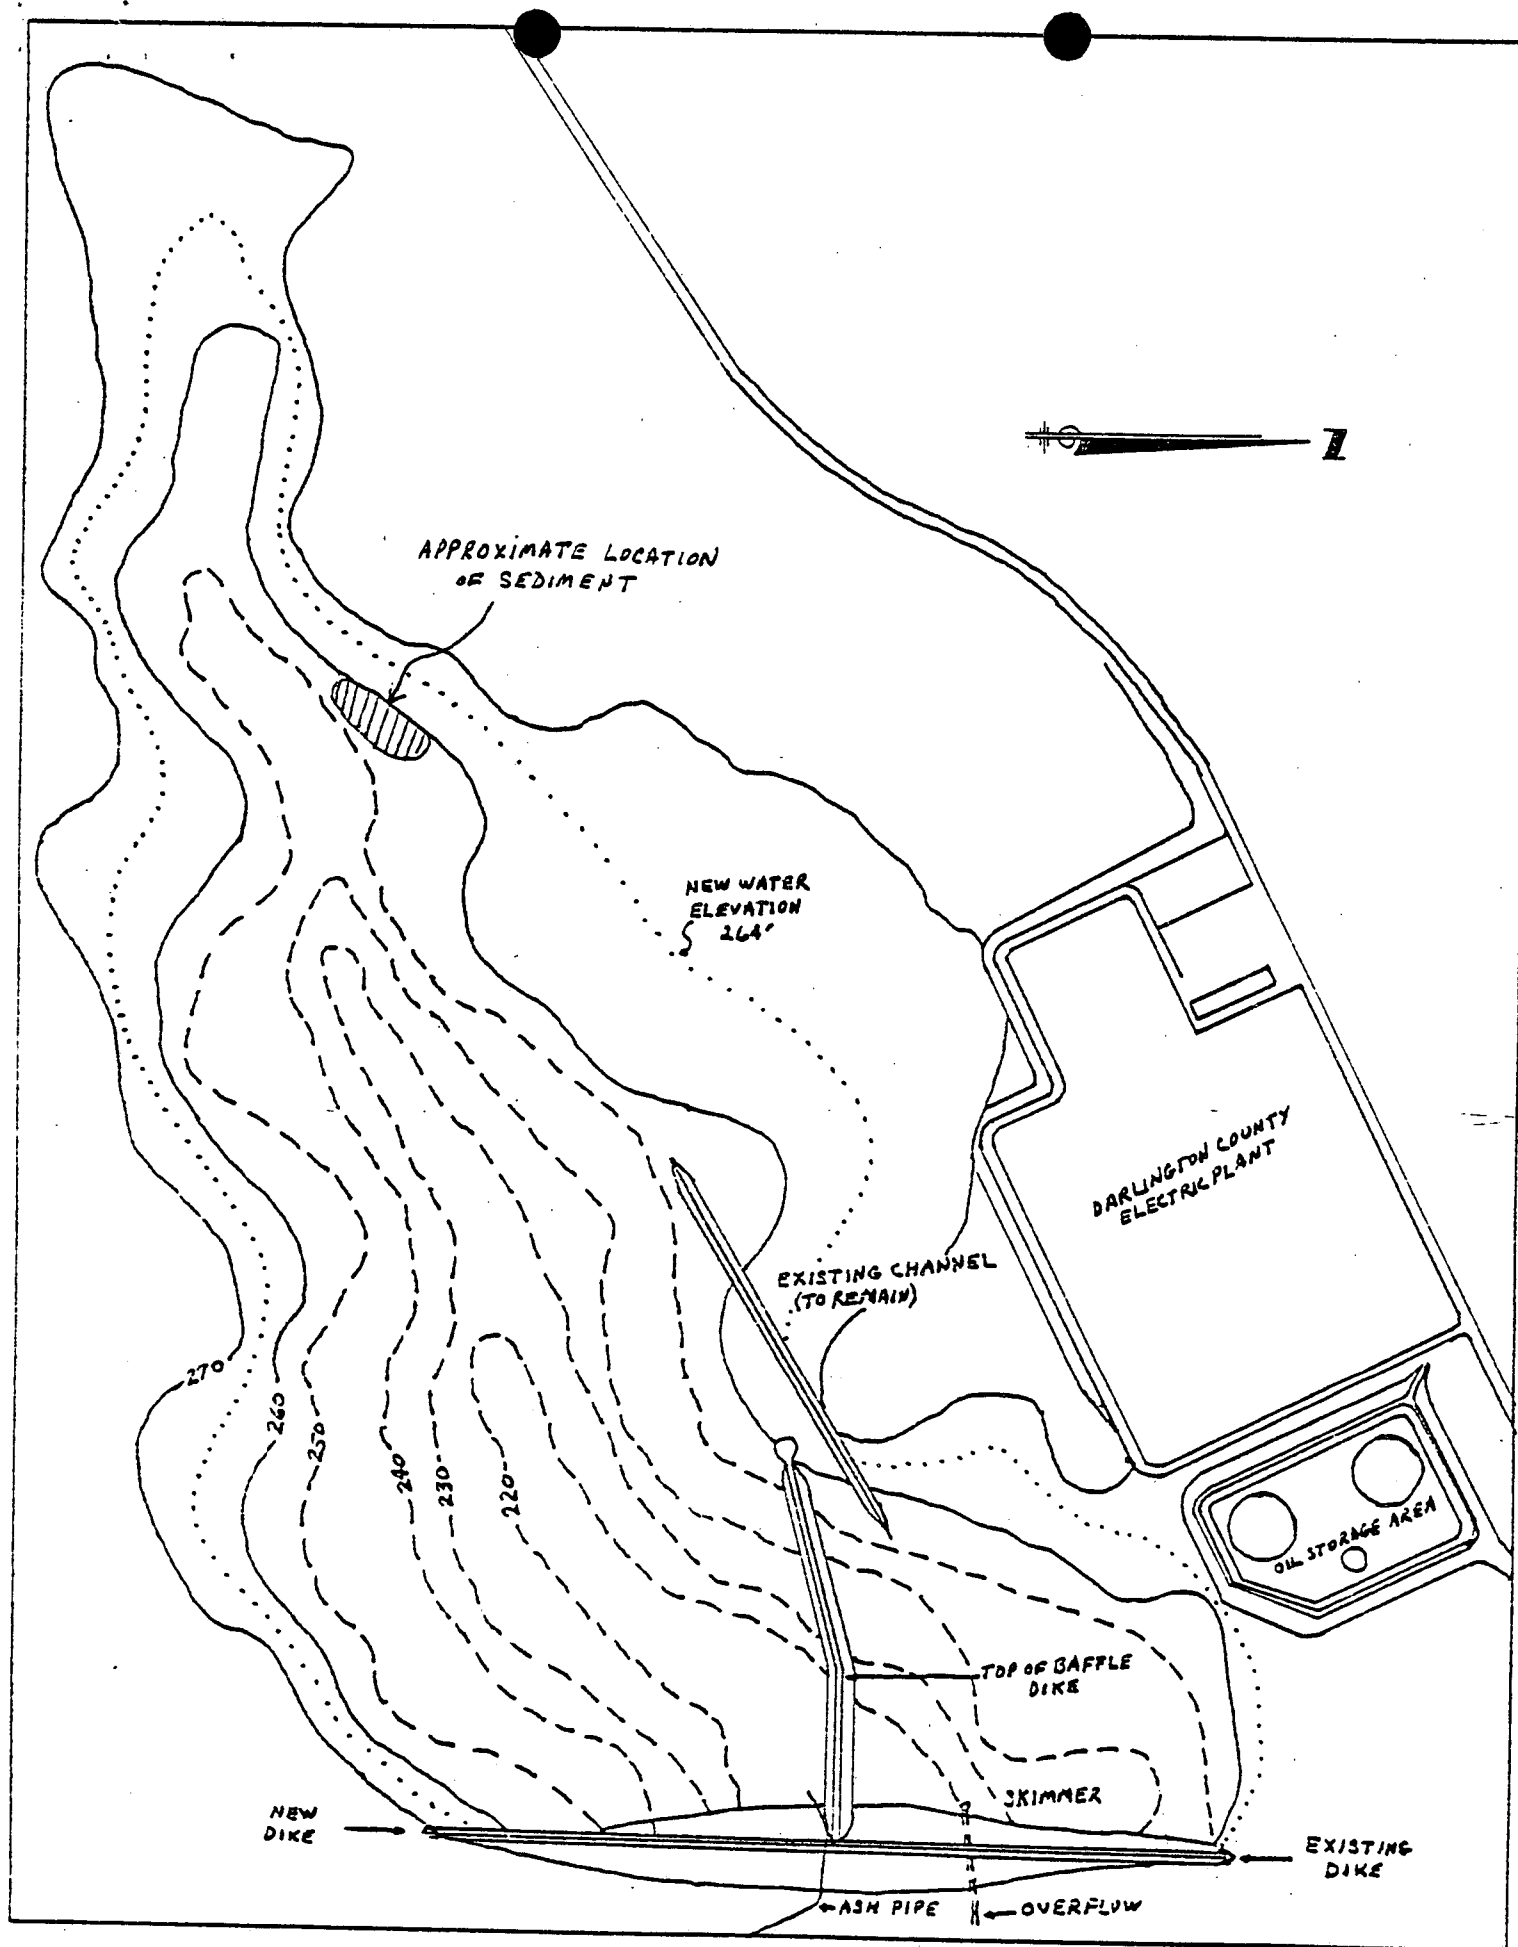 N
APPROXIMATE LOCATION
OF SEDIMENT
NEW WATER
ELEVATION
264'
DARLINGTON COUNTY
ELECTRIC PLANT
EXISTING CHANNEL
(TO REMAIN)
270
260
250
240
230
220
OIL STORAGE AREA
TOP OF BAFFLE
DIKE
SKIMMER
NEW
DIKE
EXISTING
DIKE
ASH PIPE
OVERFLOW